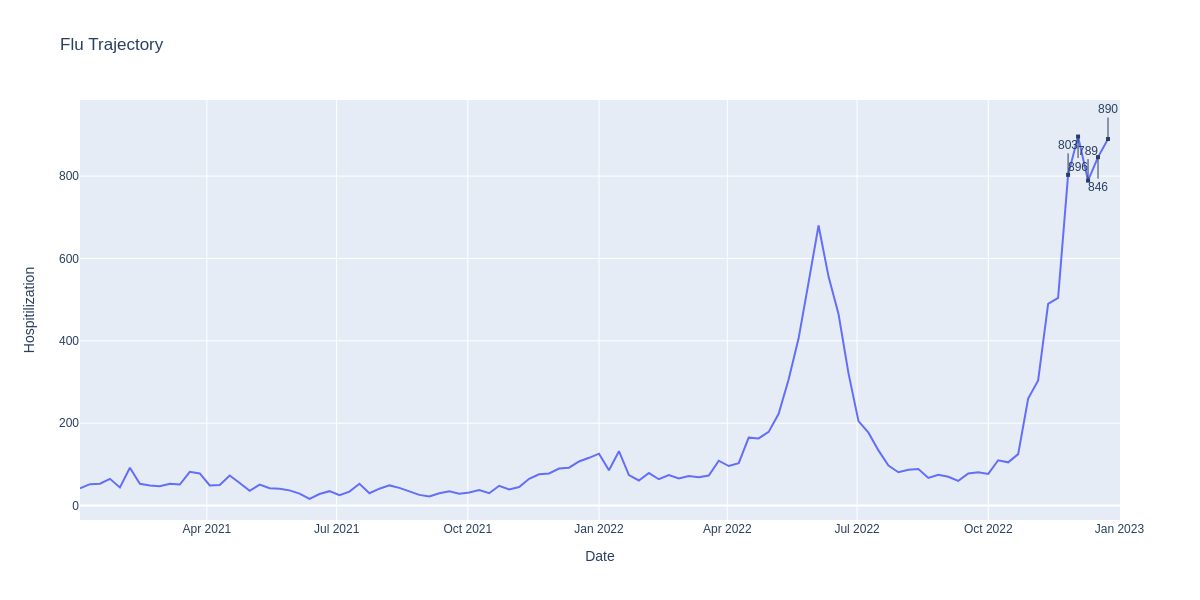 Flu Trajectory
890
803
789
896
846
800
600
400
200
0
Hospitilization
Apr 2021
Jul 2021
Oct 2021
Jan 2022
Apr 2022
Jul 2022
Oct 2022
Jan 2023
Date